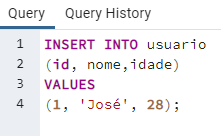 Query Query History
1 INSERT INTO usuario
2 (id, nome,idade)
3 VALUES
4 (1, 'José', 28);